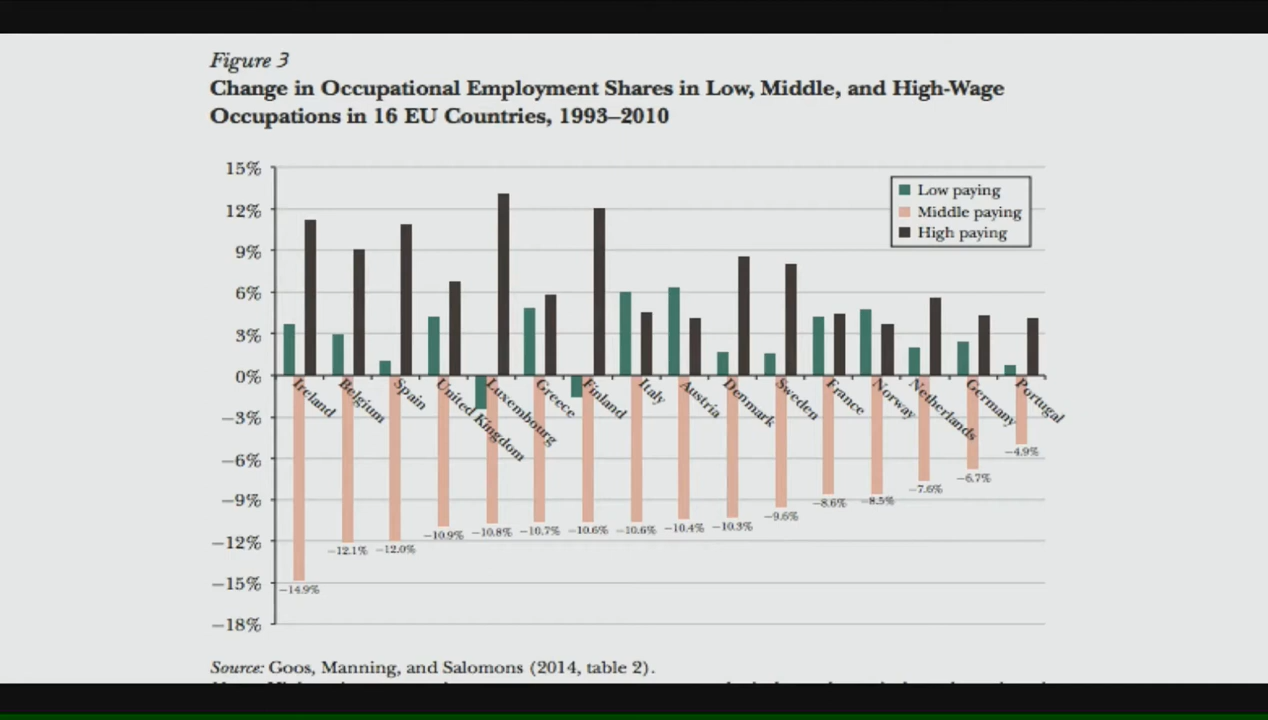 Figure 3
Change in Occupational Employment Shares in Low, Middle, and High-Wage
Occupations in 16 EU Countries, 1993–2010
15%
12%
9%
6%
3%
0%
−3%
−6%
−9%
−12%
−15%
−18%
Low paying
Middle paying
High paying
Ireland
Belgium
Spain
United Kingdom
Luxembourg
Greece
Finland
Italy
Austria
Denmark
Sweden
France
Norway
Netherlands
Germany
Portugal
−14.9%
−12.1%
−12.0%
−10.9%
−10.8%
−10.7%
−10.6%
−10.6%
−10.4%
−10.3%
−9.6%
−8.6%
−8.5%
−7.6%
−6.7%
−4.9%
Source: Goos, Manning, and Salomons (2014, table 2).